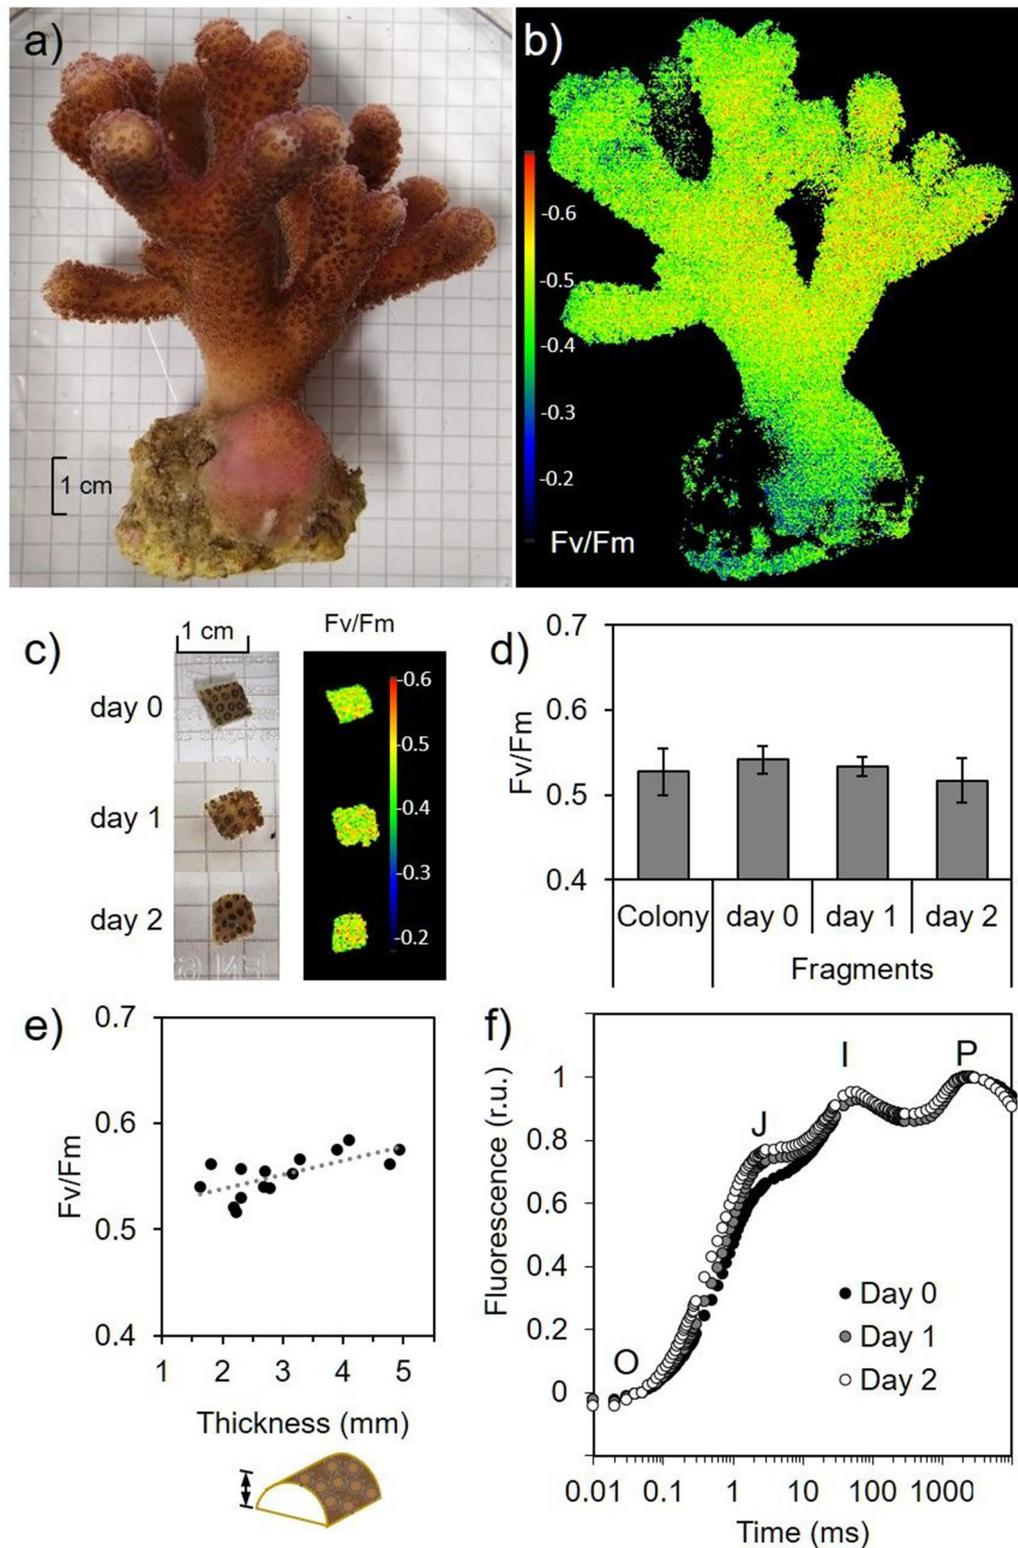 a)
1 cm
b)
-0.6
-0.5
-0.4
-0.3
-0.2
Fv/Fm
c)
1 cm
Fv/Fm
day 0
day 1
day 2
-0.6
-0.5
-0.4
-0.3
-0.2
d)
Fv/Fm
0.7
0.6
0.5
0.4
Colony
day 0
day 1
day 2
Fragments
e)
Fv/Fm
0.7
0.6
0.5
0.4
1 2 3 4 5
Thickness (mm)
f)
Fluorescence (r.u.)
1
0.8
0.6
0.4
0.2
0
O
J
I
P
Day 0
Day 1
Day 2
0.01 0.1 1 10 100 1000
Time (ms)